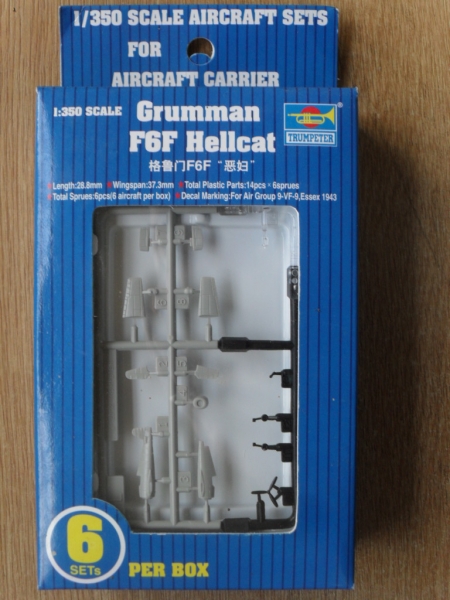 1/350 SCALE AIRCRAFT SETS
FOR
AIRCRAFT CARRIER
1:350 SCALE
Grumman
F6F Hellcat
TRUMPETER
格鲁门F6F “恶妇”
Length:28.8mm Wingspan:37.3mm Total Plastic Parts:14pcs·6sprues
Total Sprues:6pcs(6 aircraft per box) Decal Marking:For Air Group 9-VF-9,Essex 1943
6
SETs
PER BOX